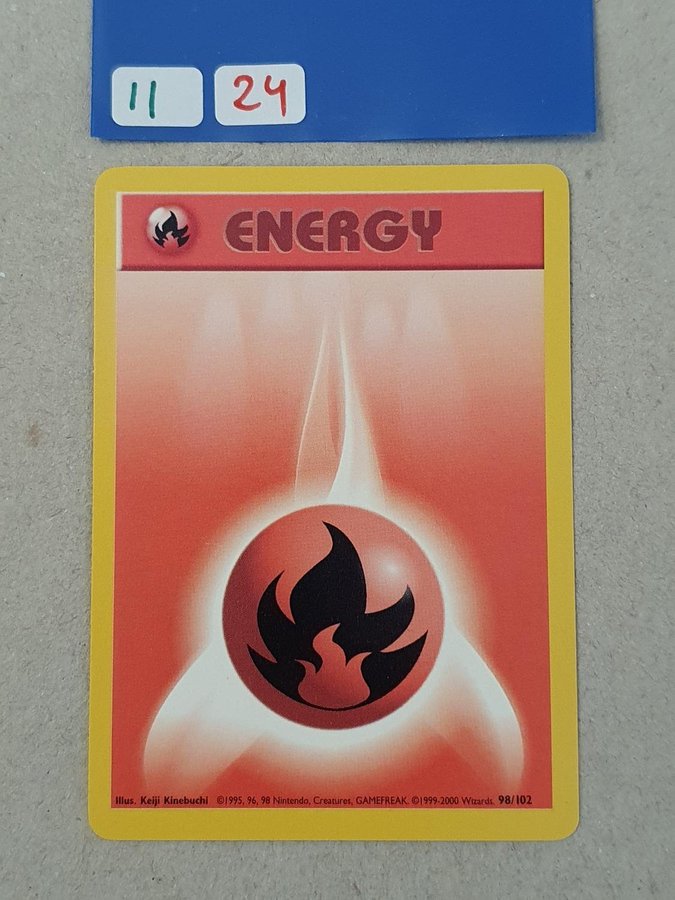 11 24
ENERGY
Illus. Keiji Kinebuchi ©1995, 96, 98 Nintendo, Creatures, GAMEFREAK. ©1999-2000 Wizards. 98/102